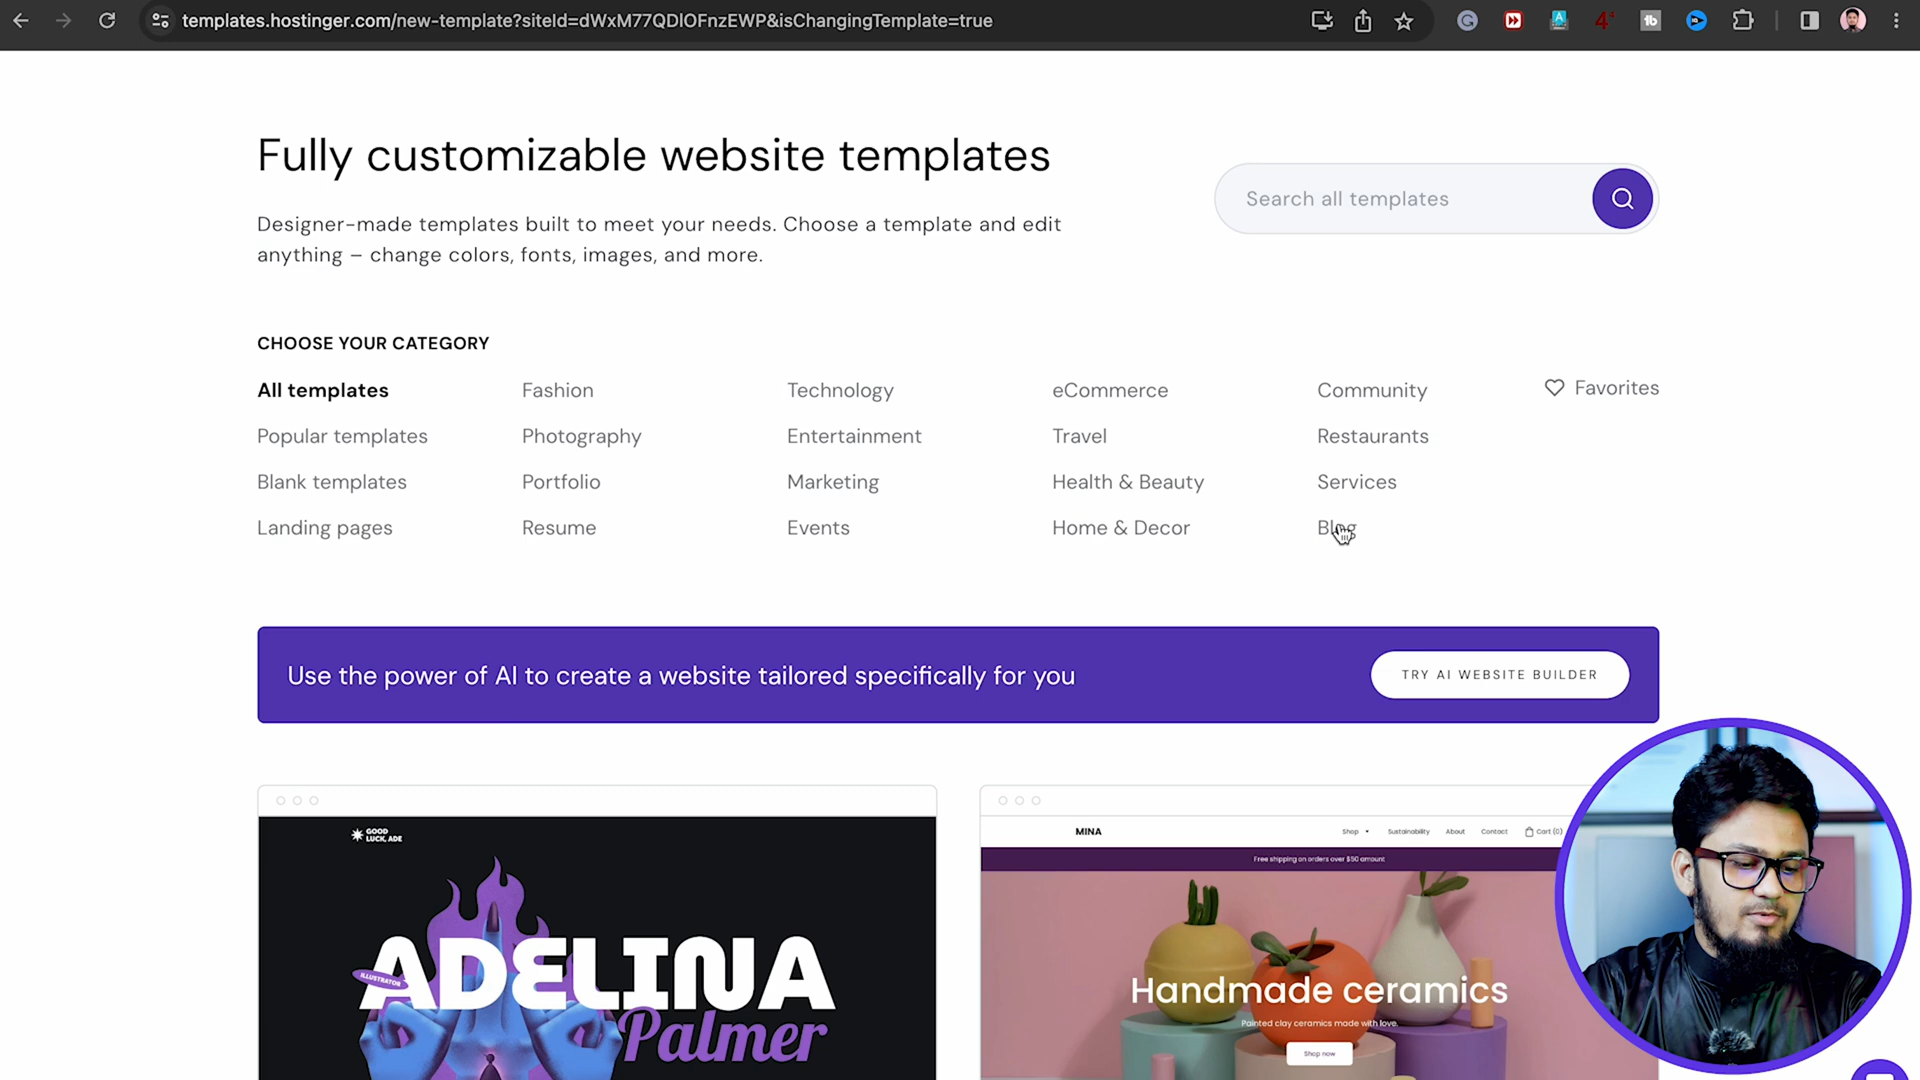 templates.hostinger.com/new-template?siteId=dWxM77QDlOFnzEWP&isChangingTemplate=true
Fully customizable website templates
Search all templates
Designer-made templates built to meet your needs. Choose a template and edit
anything – change colors, fonts, images, and more.
CHOOSE YOUR CATEGORY
All templates Fashion Technology eCommerce Community Favorites
Popular templates Photography Entertainment Travel Restaurants
Blank templates Portfolio Marketing Health & Beauty Services
Landing pages Resume Events Home & Decor Blog
Use the power of AI to create a website tailored specifically for you
TRY AI WEBSITE BUILDER
GOOD
LUCK, ADE
ILLUSTRATOR
ADELINA
Palmer
MINA Shop Sustainability About Contact Cart (0)
Free shipping on orders over $50 amount
Handmade ceramics
Painted clay ceramics made with love.
Shop now